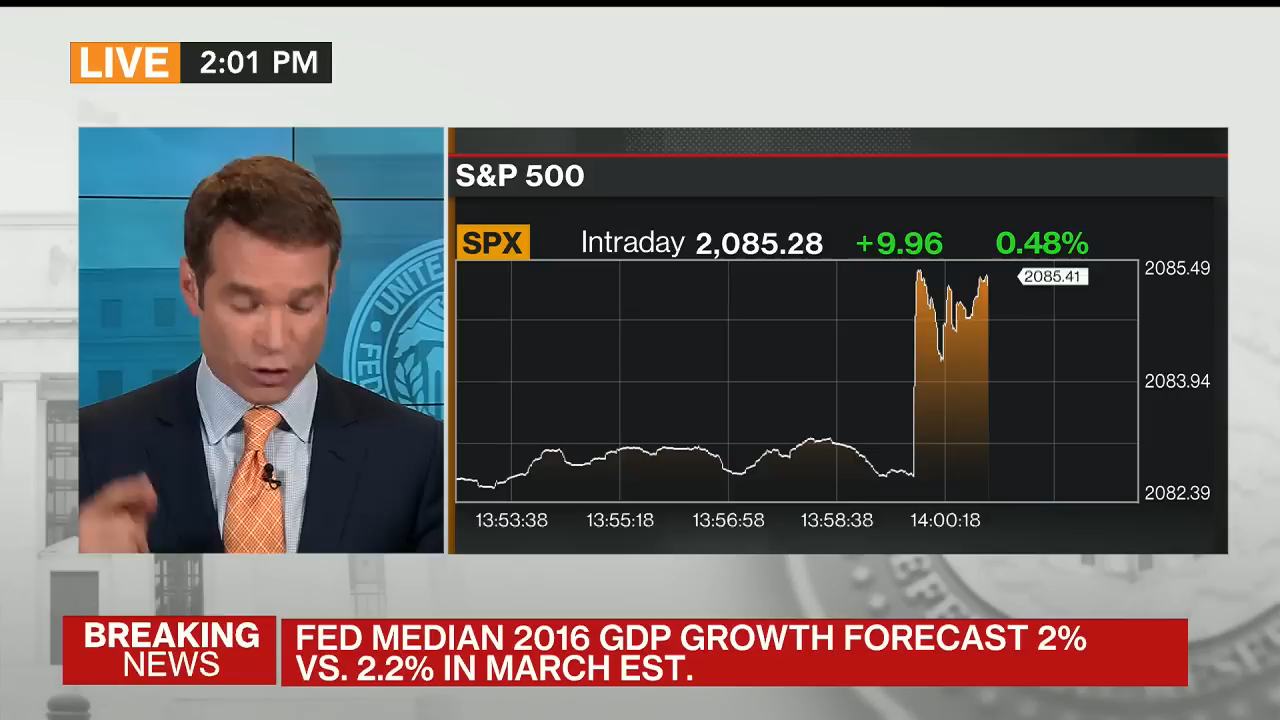 LIVE 2:01 PM
S&P 500
SPX Intraday 2,085.28 +9.96 0.48%
2085.49
2085.41
2083.94
2082.39
13:53:38 13:55:18 13:56:58 13:58:38 14:00:18
UNITED
FED
BREAKING
NEWS
FED MEDIAN 2016 GDP GROWTH FORECAST 2%
VS. 2.2% IN MARCH EST.